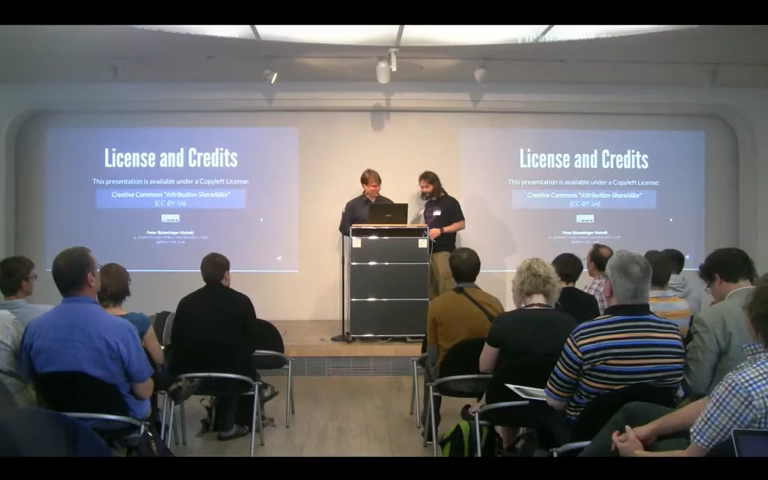 License and Credits
This presentation is available under a Copyleft License:
Creative Commons "Attribution-ShareAlike"
(CC-BY-SA)
License and Credits
This presentation is available under a Copyleft License:
Creative Commons "Attribution-ShareAlike"
(CC-BY-SA)